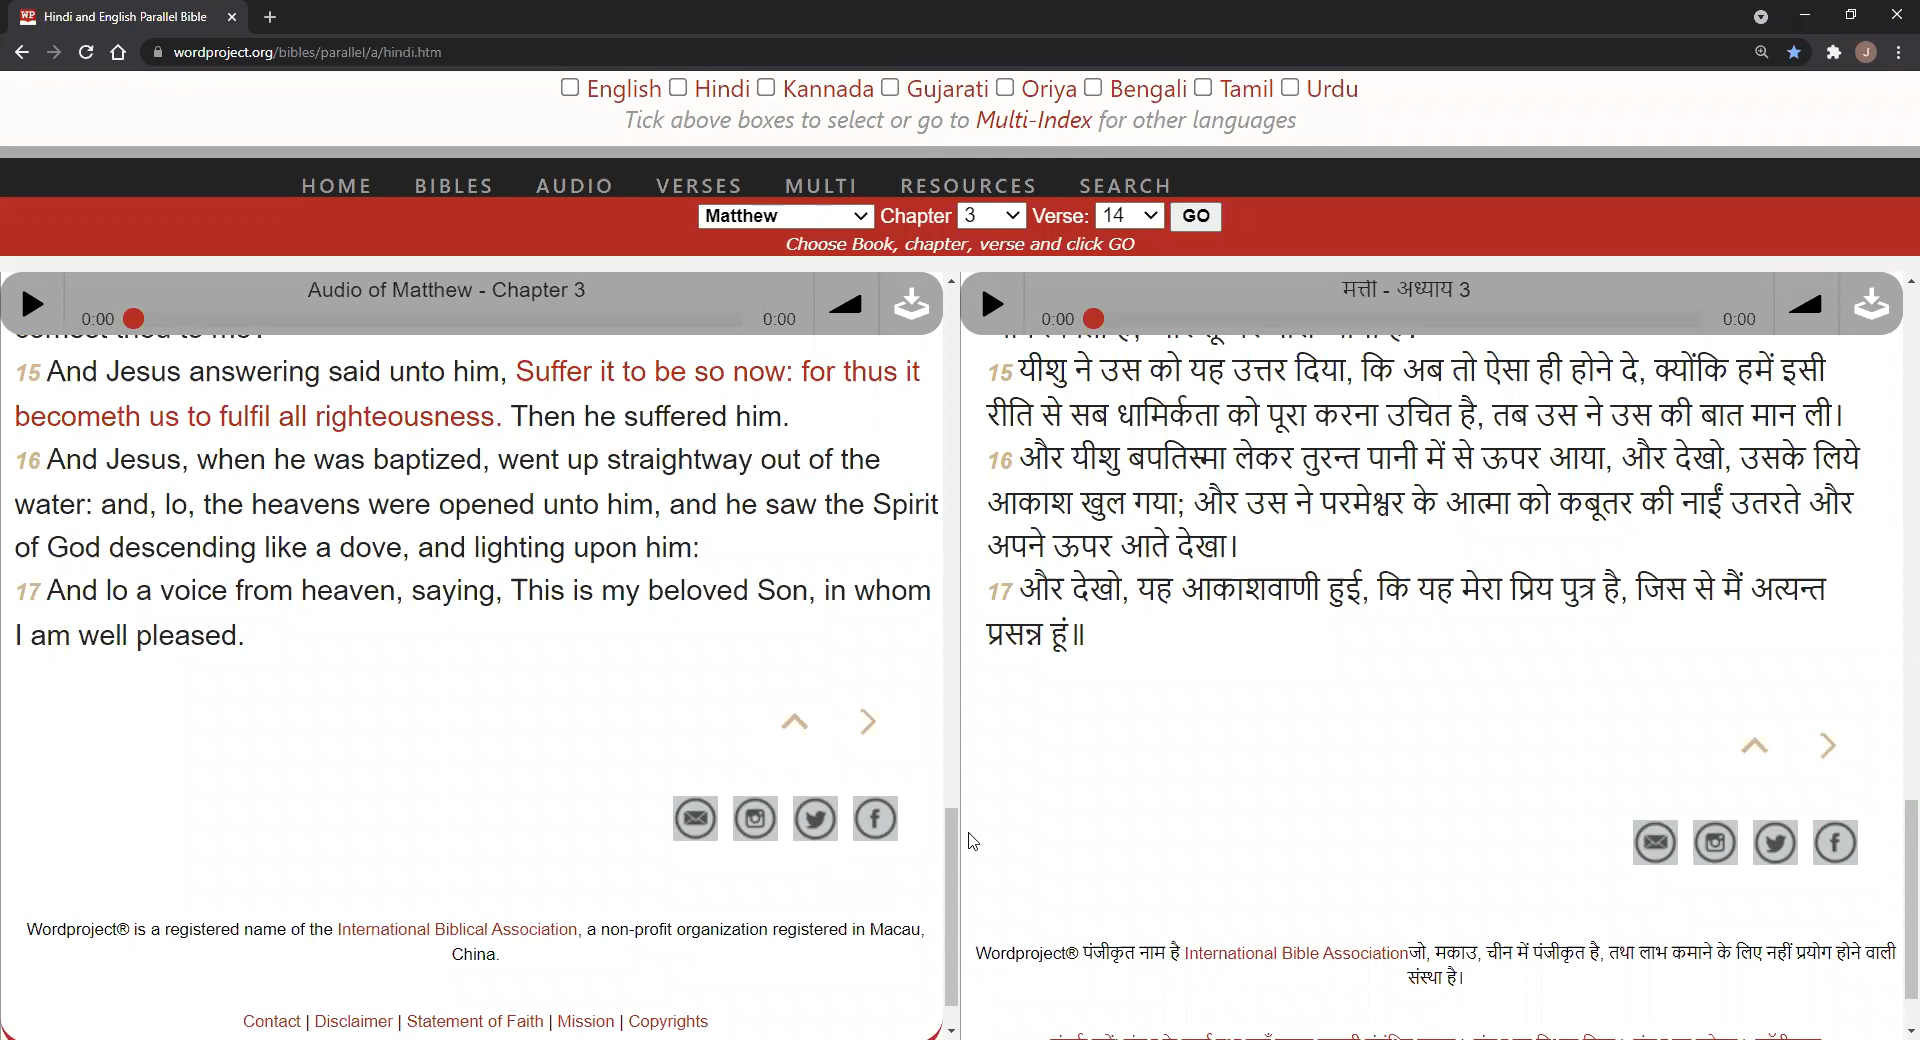 Hindi and English Parallel Bible
wordproject.org/bibles/parallel/a/hindi.htm
J
English Hindi Kannada Gujarati Oriya Bengali Tamil Urdu
Tick above boxes to select or go to Multi-Index for other languages
HOME BIBLES AUDIO VERSES MULTI RESOURCES SEARCH
Matthew Chapter 3 Verse: 14 GO
Choose Book, chapter, verse and click GO
Audio of Matthew - Chapter 3
0:00 0:00
15 And Jesus answering said unto him, Suffer it to be so now: for thus it
becometh us to fulfil all righteousness. Then he suffered him.
16 And Jesus, when he was baptized, went up straightway out of the
water: and, lo, the heavens were opened unto him, and he saw the Spirit
of God descending like a dove, and lighting upon him:
17 And lo a voice from heaven, saying, This is my beloved Son, in whom
I am well pleased.
Wordproject® is a registered name of the International Biblical Association, a non-profit organization registered in Macau,
China.
Contact | Disclaimer | Statement of Faith | Mission | Copyrights
मत्ती - अध्याय 3
0:00 0:00
15 यीशु ने उस को यह उत्तर दिया, कि अब तो ऐसा ही होने दे, क्योंकि हमें इसी
रीति से सब धामिर्कता को पूरा करना उचित है, तब उस ने उस की बात मान ली।
16 और यीशु बपतिस्मा लेकर तुरन्त पानी में से ऊपर आया, और देखो, उसके लिये
आकाश खुल गया; और उस ने परमेश्वर के आत्मा को कबूतर की नाईं उतरते और
अपने ऊपर आते देखा।
17 और देखो, यह आकाशवाणी हुई, कि यह मेरा प्रिय पुत्र है, जिस से मैं अत्यन्त
प्रसन्न हूं॥
Wordproject® पंजीकृत नाम है International Bible Associationजो, मकाउ, चीन में पंजीकृत है, तथा लाभ कमाने के लिए नहीं प्रयोग होने वाली
संस्था है।